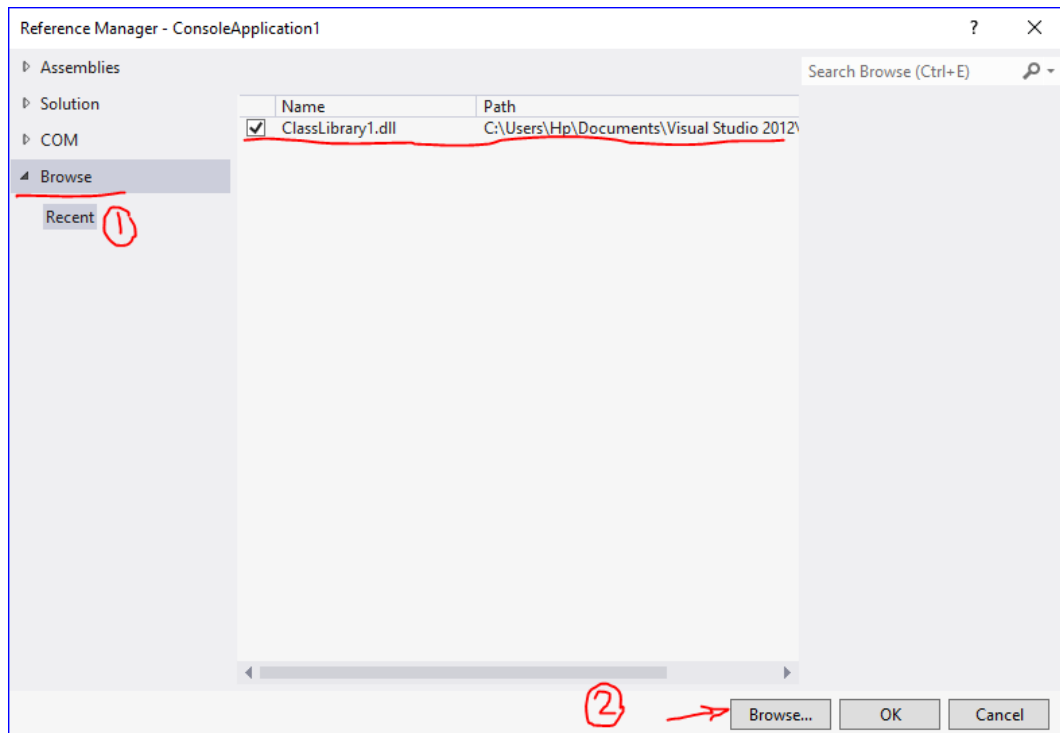 Reference Manager - ConsoleApplication1 ?
Assemblies
Search Browse (Ctrl+E)
Solution
COM
Browse
Recent
1
Name Path
ClassLibrary1.dll C:\Users\Hp\Documents\Visual Studio 2012\
2
Browse... OK Cancel